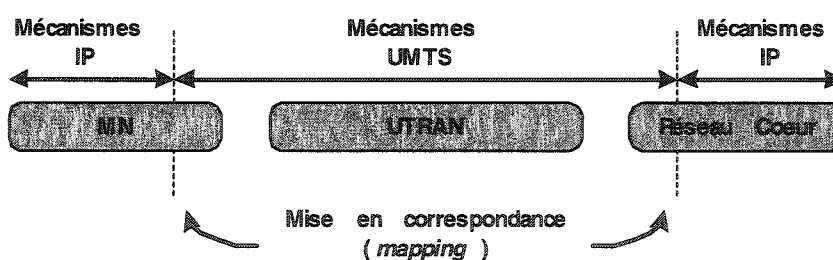 Mécanismes IP
Mécanismes UMTS
Mécanismes IP
MN
UTRAN
Réseau Coeur
Mise en correspondance
( mapping )